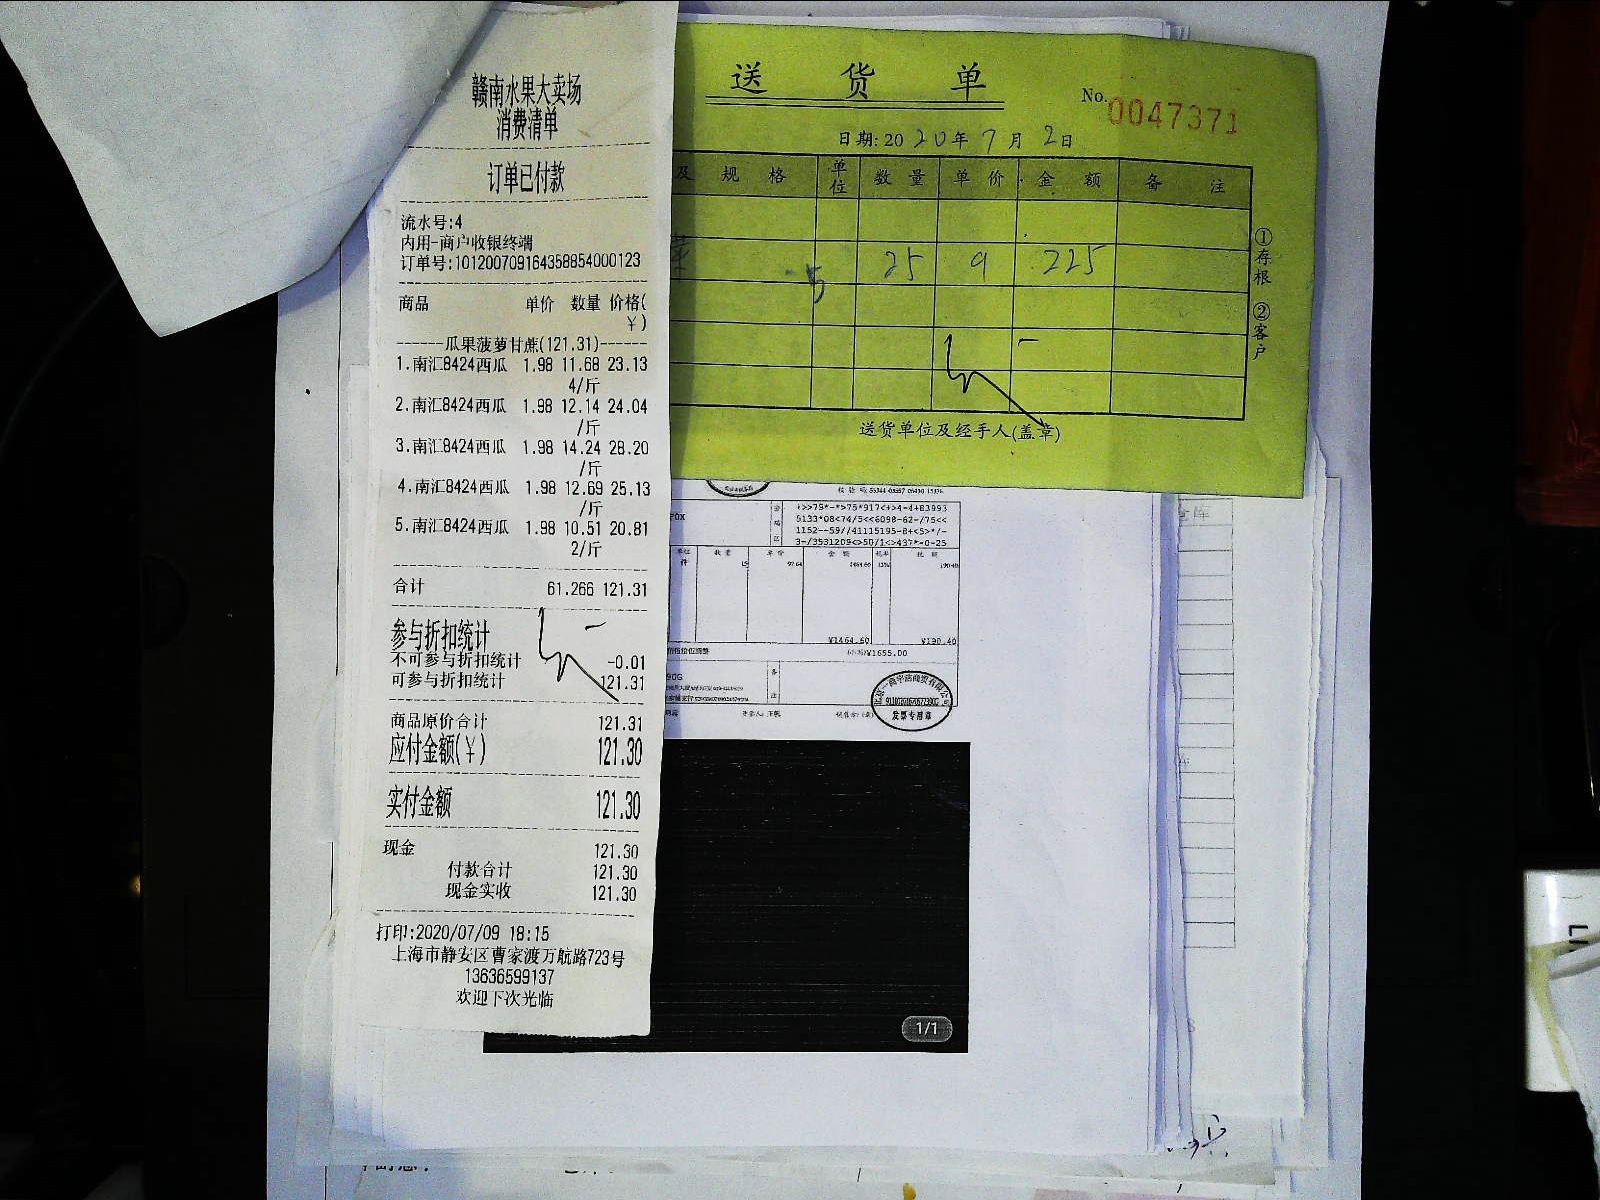 赣南水果大卖场
消费清单
订单已付款
流水号:4
内用-商户收银终端
订单号:101200709164358854000123
商品 单价 数量 价格(
¥)
------瓜果菠萝甘蔗(121.31)------
1.南汇8424西瓜 1.98 11.68 23.13
4/斤
2.南汇8424西瓜 1.98 12.14 24.04
/斤
3.南汇8424西瓜 1.98 14.24 28.20
/斤
4.南汇8424西瓜 1.98 12.69 25.13
/斤
5.南汇8424西瓜 1.98 10.51 20.81
2/斤
合计 61.266 121.31
参与折扣统计
不可参与折扣统计 -0.01
可参与折扣统计 121.31
商品原价合计 121.31
应付金额(¥) 121.30
实付金额 121.30
现金 121.30
付款合计 121.30
现金实收 121.30
打印:2020/07/09 18:15
上海市静安区曹家渡万航路723号
13636599137
欢迎下次光临
送货单
No.0047371
日期:2020年7月2日
及规格 单位 数量 单价 金额 备注
25 9 225
①存根 ②客户
送货单位及经手人(盖章)
数量 单价 金额 税率 税额
¥1464.60 ¥190.40
(小写)¥1655.00
发票专用章
1/1